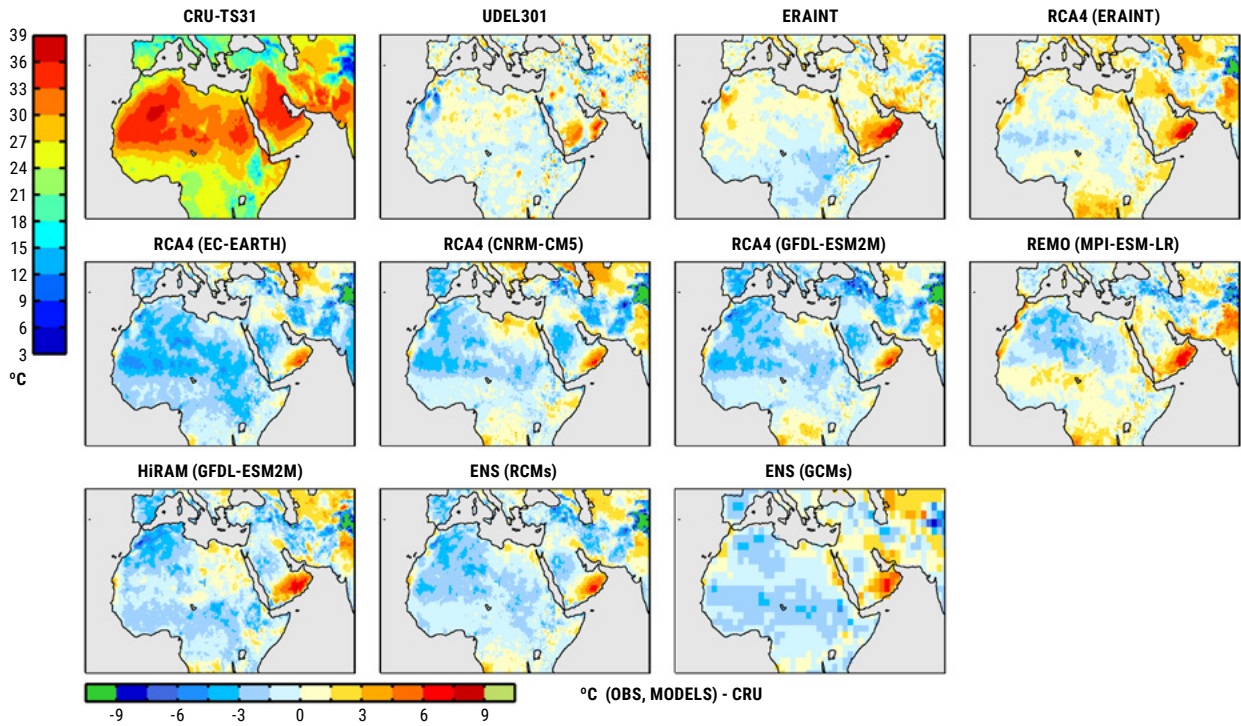 CRU-TS31
UDEL301
ERAINT
RCA4 (ERAINT)
39
36
33
30
27
24
21
18
15
12
9
6
3
ºC
RCA4 (EC-EARTH)
RCA4 (CNRM-CM5)
RCA4 (GFDL-ESM2M)
REMO (MPI-ESM-LR)
HiRAM (GFDL-ESM2M)
ENS (RCMs)
ENS (GCMs)
-9 -6 -3 0 3 6 9
ºC (OBS, MODELS) - CRU